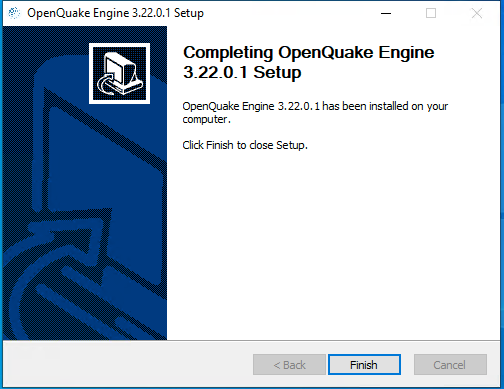 OpenQuake Engine 3.22.0.1 Setup
Completing OpenQuake Engine
3.22.0.1 Setup
OpenQuake Engine 3.22.0.1 has been installed on your
computer.
Click Finish to close Setup.
< Back
Finish
Cancel